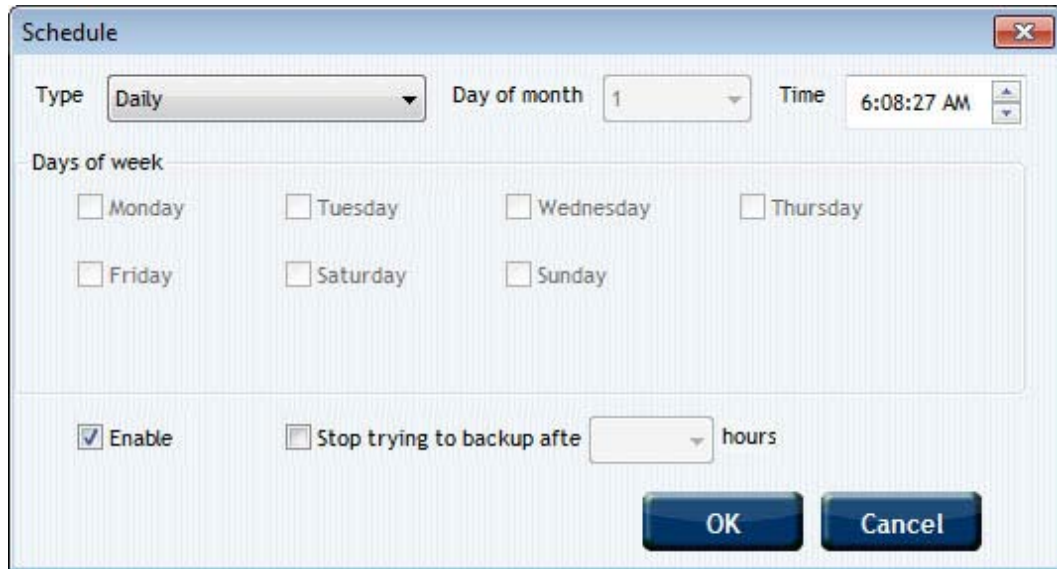 Schedule
Type Daily Day of month 1 Time 6:08:27 AM
Days of week
Monday Tuesday Wednesday Thursday
Friday Saturday Sunday
Enable Stop trying to backup afte hours
OK Cancel